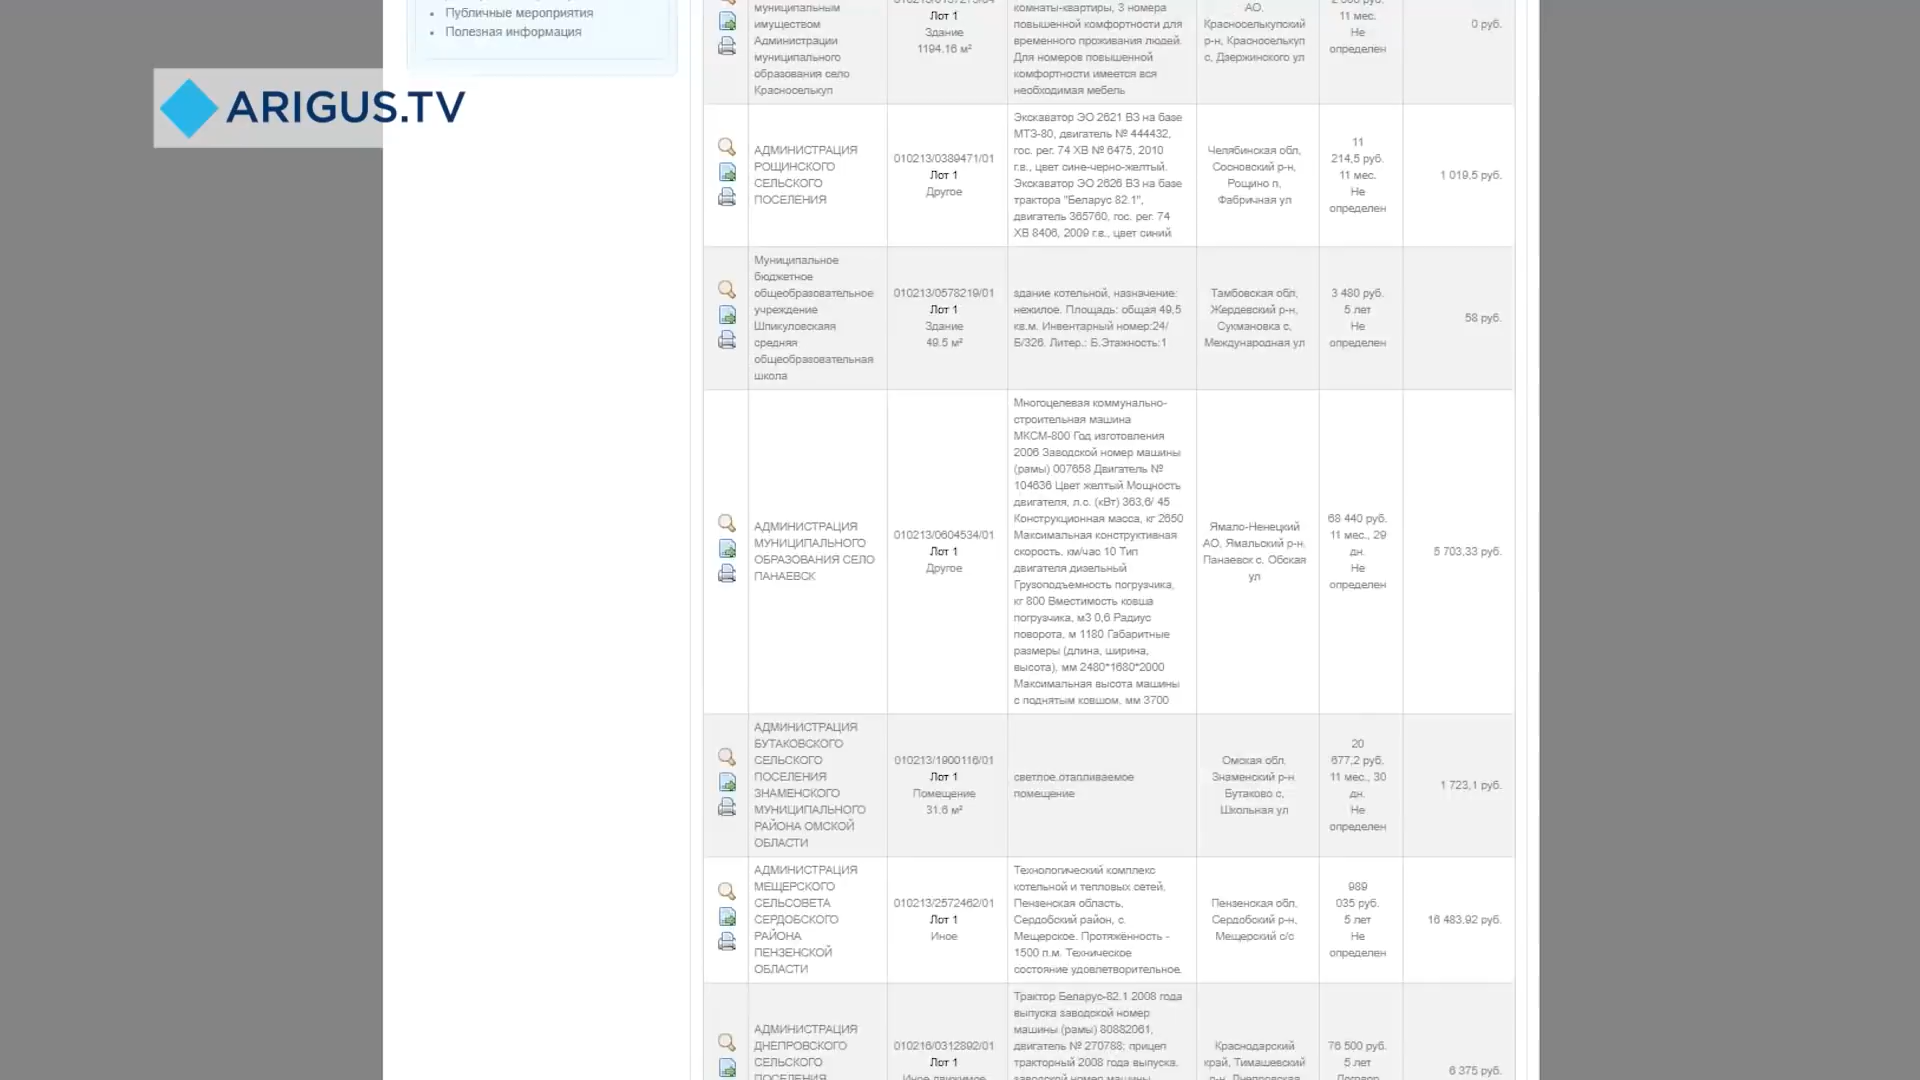 Публичные мероприятия
Полезная информация
ARIGUS.TV
муниципальным
имуществом
Администрации
муниципального
образования село
Красноселькуп
Лот 1
Здание
1194.16 м²
комнаты-квартиры, 3 номера
повышенной комфортности для
временного проживания людей.
Для номеров повышенной
комфортности имеется вся
необходимая мебель
АО,
Красноселькупский
р-н, Красноселькуп
с, Дзержинского ул
11 мес.
Не
определен
0 руб.
АДМИНИСТРАЦИЯ
РОЩИНСКОГО
СЕЛЬСКОГО
ПОСЕЛЕНИЯ
010213/0389471/01
Лот 1
Другое
Экскаватор ЭО 2621 ВЗ на базе
МТЗ-80, двигатель № 444432,
гос. рег. 74 ХВ № 6475, 2010
г.в., цвет сине-черно-желтый.
Экскаватор ЭО 2626 ВЗ на базе
трактора "Беларус 82.1",
двигатель 365760, гос. рег. 74
ХВ 8406, 2009 г.в., цвет синий
Челябинская обл,
Сосновский р-н,
Рощино п,
Фабричная ул
11
214,5 руб.
11 мес.
Не
определен
1 019,5 руб.
Муниципальное
бюджетное
общеобразовательное
учреждение
Шпикуловскаяя
средняя
общеобразовательная
школа
010213/0578219/01
Лот 1
Здание
49.5 м²
здание котельной, назначение:
нежилое. Площадь: общая 49,5
кв.м. Инвентарный номер:24/
Б/326. Литер.: Б.Этажность:1
Тамбовская обл,
Жердевский р-н,
Сукмановка с,
Международная ул
3 480 руб.
5 лет
Не
определен
58 руб.
АДМИНИСТРАЦИЯ
МУНИЦИПАЛЬНОГО
ОБРАЗОВАНИЯ СЕЛО
ПАНАЕВСК
010213/0604534/01
Лот 1
Другое
Многоцелевая коммунально-
строительная машина
МКСМ-800 Год изготовления
2006 Заводской номер машины
(рамы) 007658 Двигатель №
104636 Цвет желтый Мощность
двигателя, л.с. (кВт) 363,6/ 45
Конструкционная масса, кг 2650
Максимальная конструктивная
скорость, км/час 10 Тип
двигателя дизельный
Грузоподъемность погрузчика,
кг 800 Вместимость ковша
погрузчика, м3 0,6 Радиус
поворота, м 1180 Габаритные
размеры (длина, ширина,
высота), мм 2480*1680*2000
Максимальная высота машины
с поднятым ковшом, мм 3700
Ямало-Ненецкий
АО, Ямальский р-н,
Панаевск с, Обская
ул
68 440 руб.
11 мес., 29
дн.
Не
определен
5 703,33 руб.
АДМИНИСТРАЦИЯ
БУТАКОВСКОГО
СЕЛЬСКОГО
ПОСЕЛЕНИЯ
ЗНАМЕНСКОГО
МУНИЦИПАЛЬНОГО
РАЙОНА ОМСКОЙ
ОБЛАСТИ
010213/1900116/01
Лот 1
Помещение
31.6 м²
светлое,отапливаемое
помещение
Омская обл,
Знаменский р-н,
Бутаково с,
Школьная ул
20
677,2 руб.
11 мес., 30
дн.
Не
определен
1 723,1 руб.
АДМИНИСТРАЦИЯ
МЕЩЕРСКОГО
СЕЛЬСОВЕТА
СЕРДОБСКОГО
РАЙОНА
ПЕНЗЕНСКОЙ
ОБЛАСТИ
010213/2572462/01
Лот 1
Иное
Технологический комплекс
котельной и тепловых сетей,
Пензенская область,
Сердобский район, с.
Мещерское. Протяжённость -
1500 п.м. Техническое
состояние удовлетворительное.
Пензенская обл,
Сердобский р-н,
Мещерский с/с
989
035 руб.
5 лет
Не
определен
16 483,92 руб.
АДМИНИСТРАЦИЯ
ДНЕПРОВСКОГО
СЕЛЬСКОГО
ПОСЕЛЕНИЯ
010216/0312892/01
Лот 1
Иное движимое
Трактор Беларус-82.1 2008 года
выпуска заводской номер
машины (рамы) 80882061,
двигатель № 270788; прицеп
тракторный 2008 года выпуска,
заводской номер машины
Краснодарский
край, Тимашевский
р-н, Днепровская
76 500 руб.
5 лет
Договор
6 375 руб.